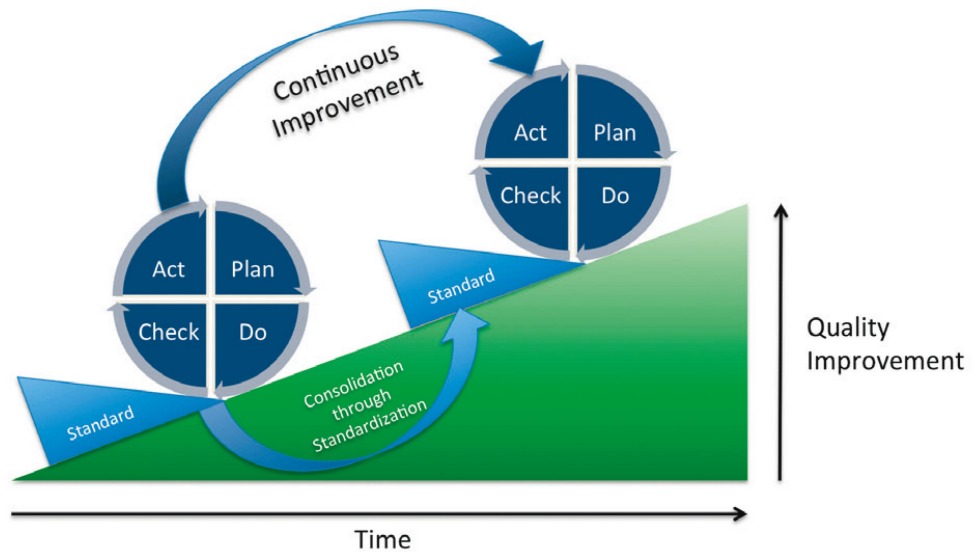 Continuous
Improvement
Act Plan
Check Do
Act Plan
Check Do
Standard
Standard
Consolidation
through
Standardization
Quality
Improvement
Time